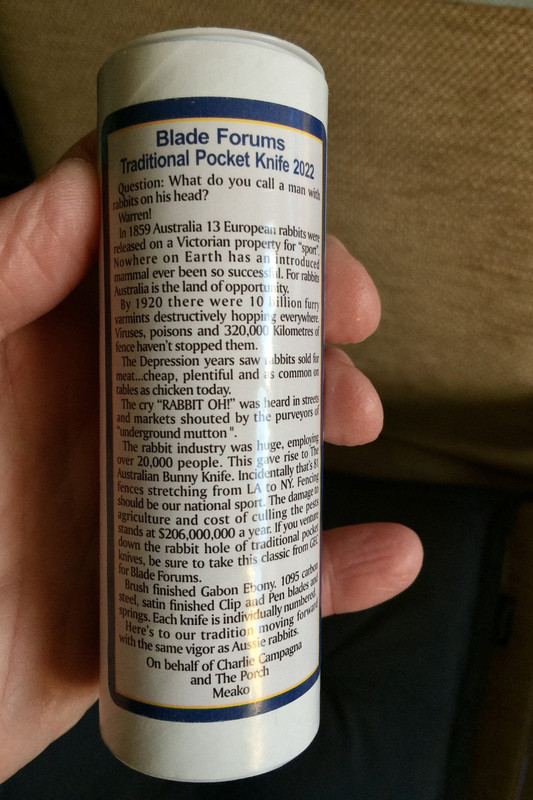 Blade Forums
Traditional Pocket Knife 2022
Question: What do you call a man with
rabbits on his head?
Warren!
In 1859 Australia 13 European rabbits were
released on a Victorian property for "sport".
Nowhere on Earth has an introduced
mammal ever been so successful. For rabbits
Australia is the land of opportunity.
By 1920 there were 10 billion furry
varmints destructively hopping everywhere.
Viruses, poisons and 320,000 Kilometres of
fence haven't stopped them.
The Depression years saw rabbits sold for
meat...cheap, plentiful and as common on
tables as chicken today.
The cry "RABBIT OH!" was heard in streets
and markets shouted by the purveyors of
"underground mutton".
The rabbit industry was huge, employing
over 20,000 people. This gave rise to The
Australian Bunny Knife. Incidentally that's 81
fences stretching from LA to NY. Fencing
should be our national sport. The damage to
agriculture and cost of culling the pests
stands at $206,000,000 a year. If you venture
down the rabbit hole of traditional pocket
knives, be sure to take this classic from GEC
for Blade Forums.
Brush finished Gabon Ebony. 1095 carbon
steel, satin finished Clip and Pen blades and
springs. Each knife is individually numbered.
Here's to our tradition moving forward
with the same vigor as Aussie rabbits.
On behalf of Charlie Campagna
and The Porch
Meako